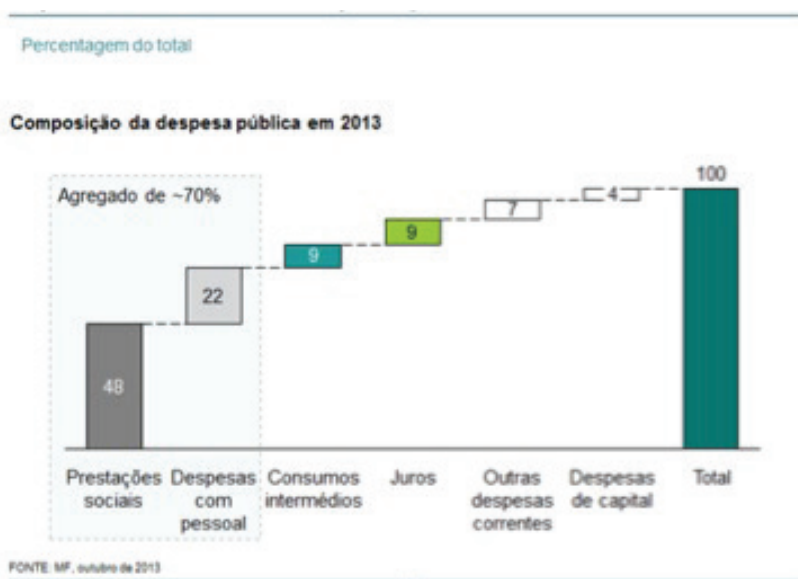 Percentagem do total
Composição da despesa pública em 2013
Agregado de ~70%
100
4
7
9
9
22
48
Prestações sociais
Despesas com pessoal
Consumos intermédios
Juros
Outras despesas correntes
Despesas de capital
Total
FONTE: MF, outubro de 2013